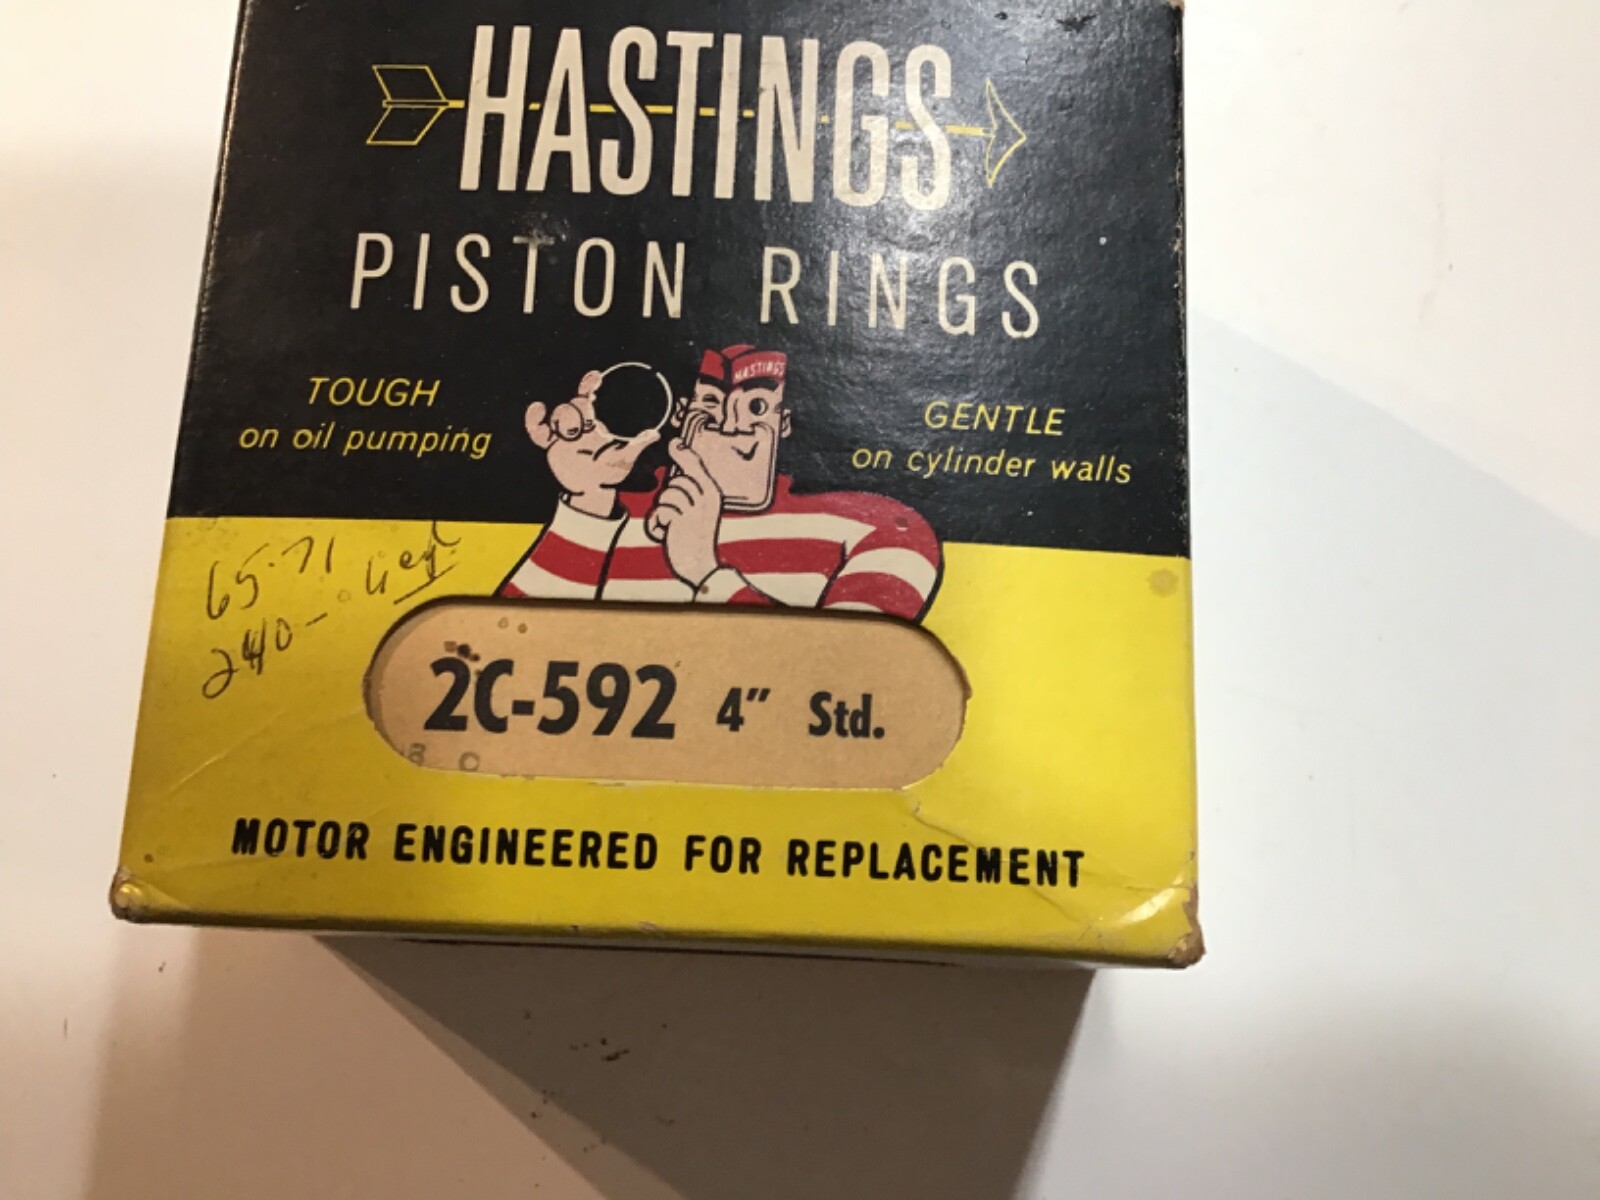 HASTINGS
PISTON RINGS
HASTINGS
TOUGH
on oil pumping
GENTLE
on cylinder walls
65-71
240-
2C-592 4" Std.
MOTOR ENGINEERED FOR REPLACEMENT